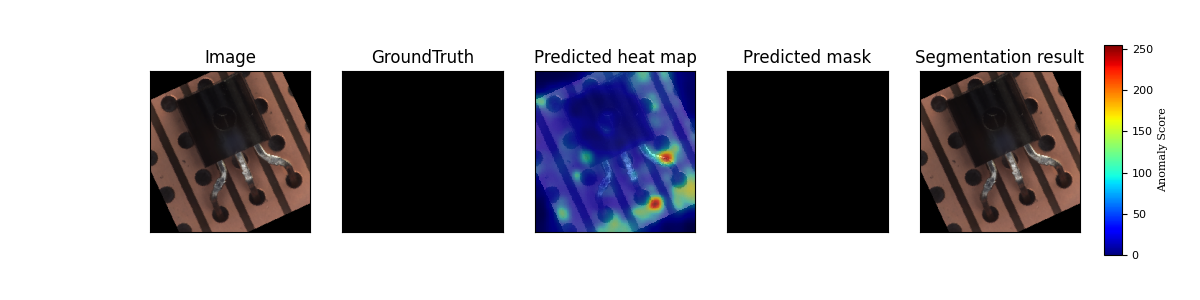 Image
GroundTruth
Predicted heat map
Predicted mask
Segmentation result
250
200
150
100
50
0
Anomaly Score